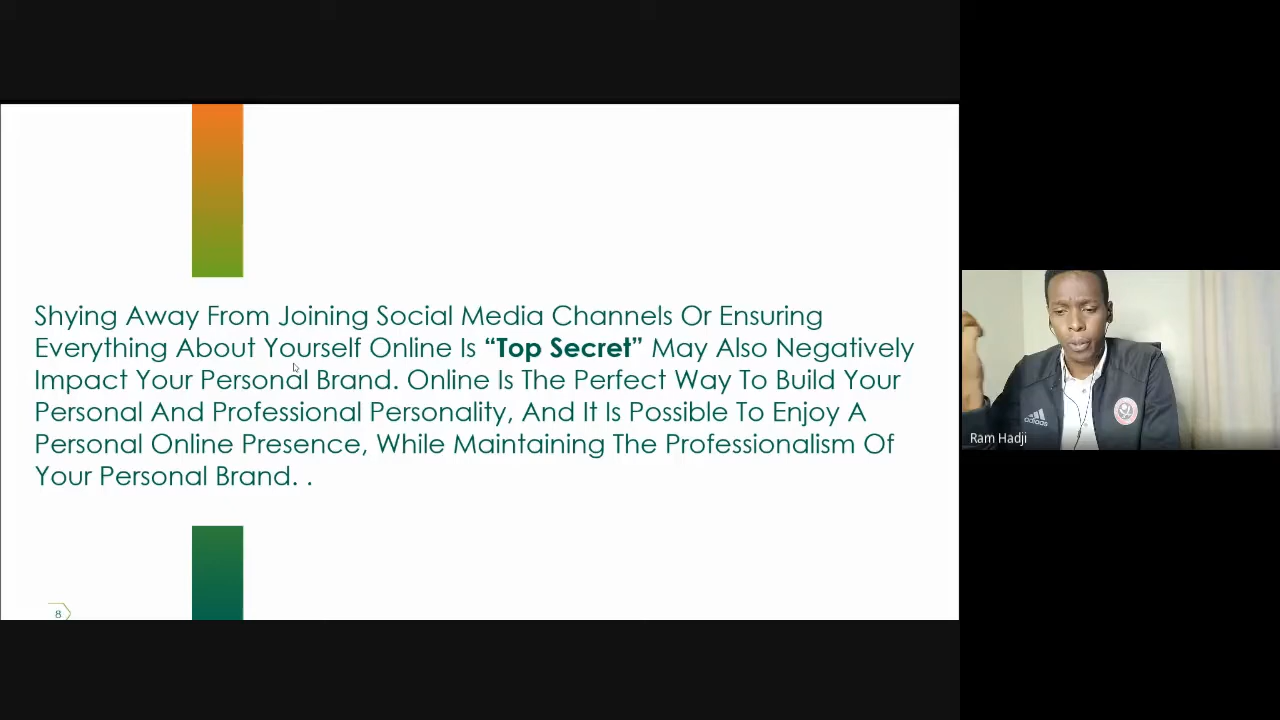 Shying Away From Joining Social Media Channels Or Ensuring
Everything About Yourself Online Is “Top Secret” May Also Negatively
Impact Your Personal Brand. Online Is The Perfect Way To Build Your
Personal And Professional Personality, And It Is Possible To Enjoy A
Personal Online Presence, While Maintaining The Professionalism Of
Your Personal Brand. .
8
adidas
Ram Hadji